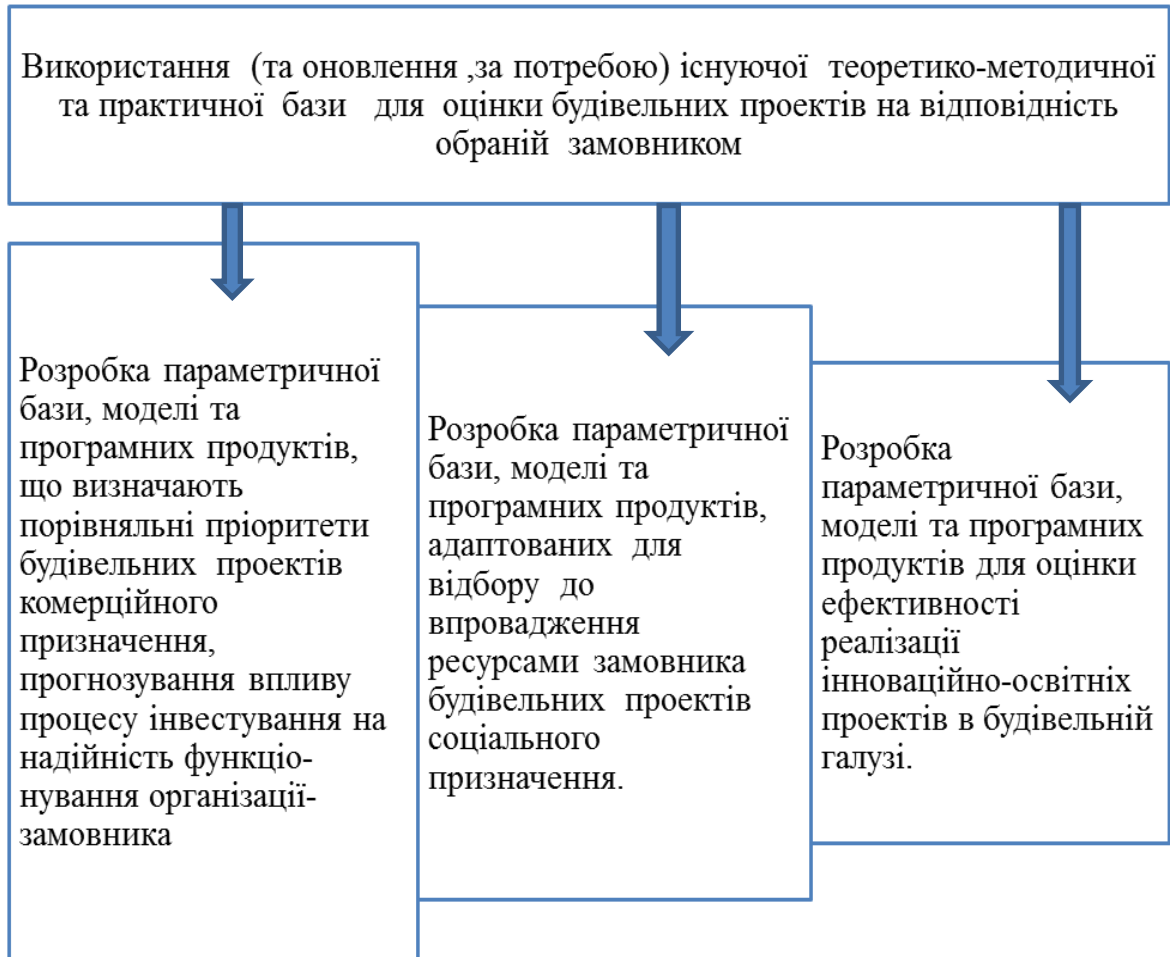 Використання (та оновлення ,за потребою) існуючої теоретико-методичної
та практичної бази для оцінки будівельних проектів на відповідність
обраній замовником
Розробка параметричної
бази, моделі та
програмних продуктів,
що визначають
порівняльні пріоритети
будівельних проектів
комерційного
призначення,
прогнозування впливу
процесу інвестування на
надійність функціо-
нування організації-
замовника
Розробка параметричної
бази, моделі та
програмних продуктів,
адаптованих для
відбору до
впровадження
ресурсами замовника
будівельних проектів
соціального
призначення.
Розробка
параметричної бази,
моделі та програмних
продуктів для оцінки
ефективності
реалізації
інноваційно-освітніх
проектів в будівельній
галузі.